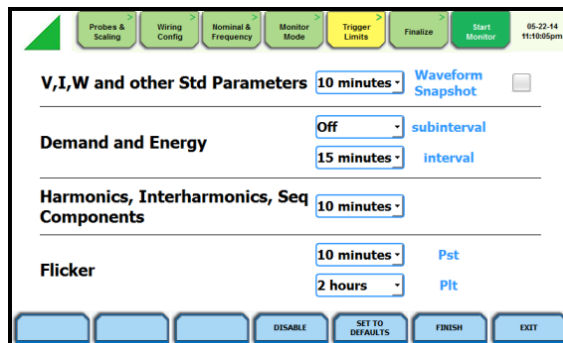 Probes & Scaling
Wiring Config
Nominal & Frequency
Monitor Mode
Trigger Limits
Finalize
Start Monitor
05-22-14
11:10:05pm
V,I,W and other Std Parameters
10 minutes
Waveform Snapshot
Demand and Energy
Off
subinterval
15 minutes
interval
Harmonics, Interharmonics, Seq
Components
10 minutes
Flicker
10 minutes
Pst
2 hours
Plt
DISABLE
SET TO DEFAULTS
FINISH
EXIT